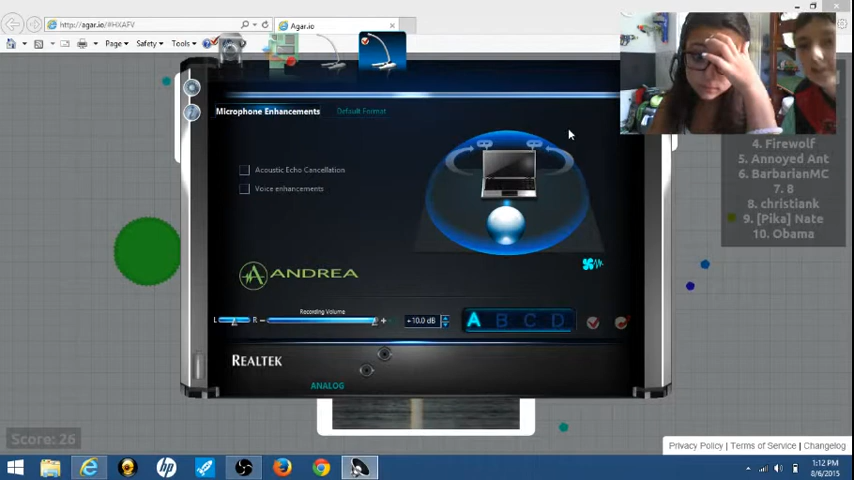 http://agar.io/#HXAFV
Agar.io
Page
Safety
Tools
Microphone Enhancements
Default Format
Acoustic Echo Cancellation
Voice enhancements
ANDREA
Recording Volume
L R - + +10.0 dB
A B C D
REALTEK
ANALOG
4. Firewolf
5. Annoyed Ant
6. BarbarianMC
7. 8
8. christiank
9. [Pika] Nate
10. Obama
Score: 26
Privacy Policy | Terms of Service | Changelog
1:12 PM
8/6/2015